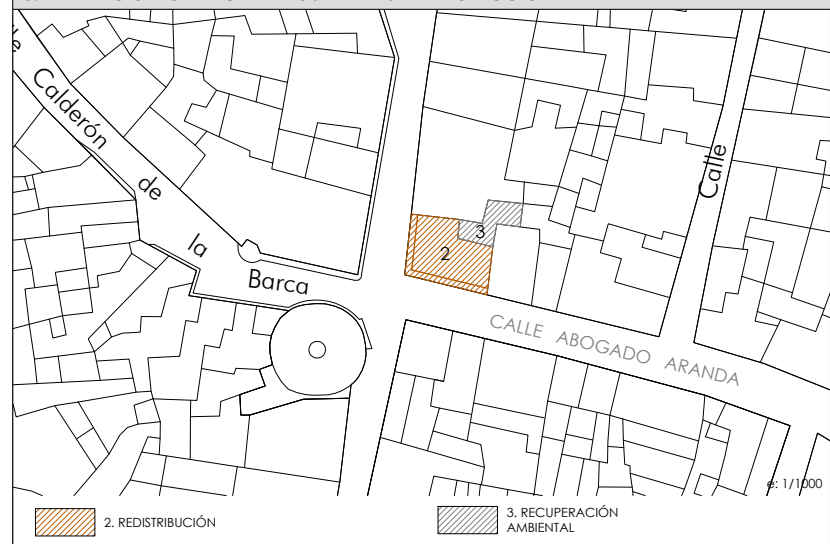 Calderón
de
la
Barca
Calle
2
3
CALLE ABOGADO ARANDA
e: 1/1000
2. REDISTRIBUCIÓN
3. RECUPERACIÓN
AMBIENTAL